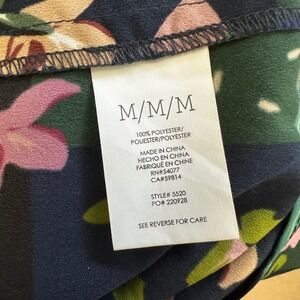 M/M/M
100% POLYESTER/
POLIESTER/POLYESTER
MADE IN CHINA
HECHO EN CHINA
FABRIQUÉ EN CHINE
RN#54077
CA#59814
STYLE# 5520
PO# 220928
SEE REVERSE FOR CARE